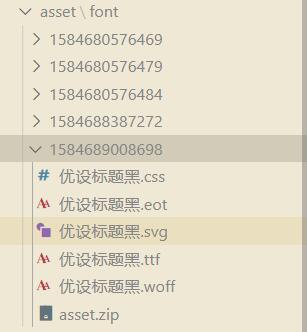 asset \ font
1584680576469
1584680576479
1584680576484
1584688387272
1584689008698
优设标题黑.css
优设标题黑.eot
优设标题黑.svg
优设标题黑.ttf
优设标题黑.woff
asset.zip